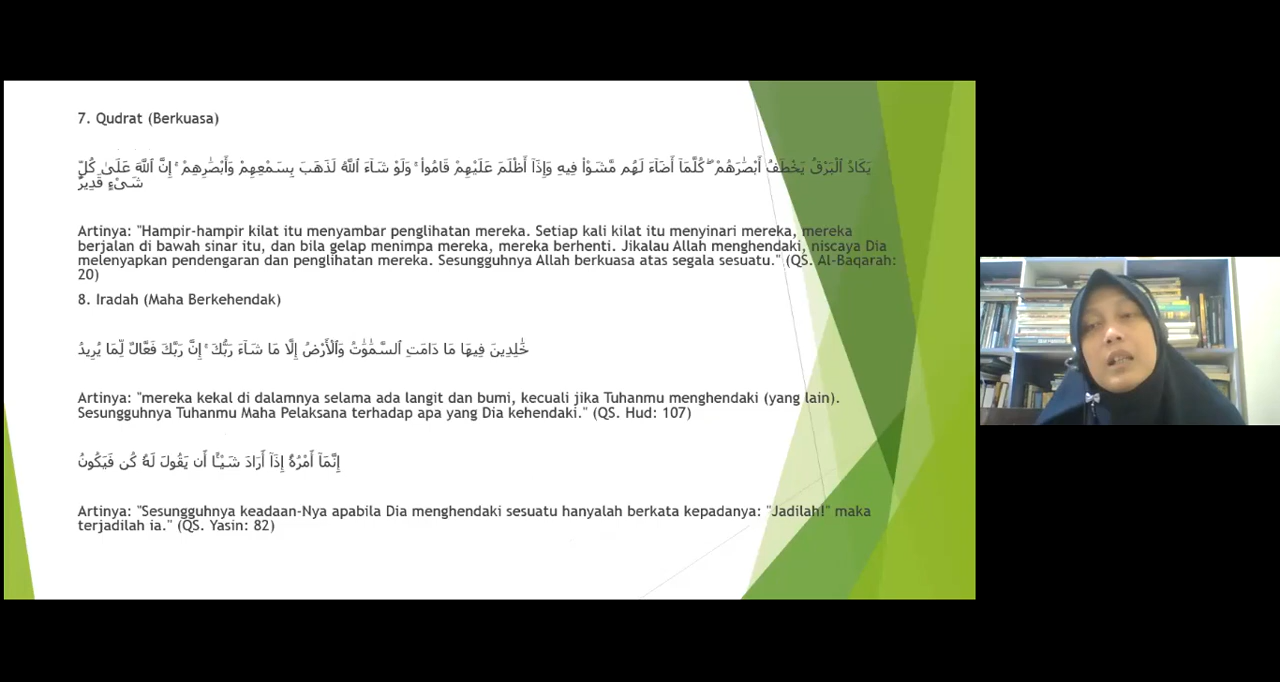 7. Qudrat (Berkuasa)
يَكَادُ ٱلْبَرْقُ يَخْطَفُ أَبْصَٰرَهُمْ ۖ كُلَّمَآ أَضَآءَ لَهُم مَّشَوْا۟ فِيهِ وَإِذَآ أَظْلَمَ عَلَيْهِمْ قَامُوا۟ ۚ وَلَوْ شَآءَ ٱللَّهُ لَذَهَبَ بِسَمْعِهِمْ وَأَبْصَٰرِهِمْ ۚ إِنَّ ٱللَّهَ عَلَىٰ كُلِّ
شَىْءٍ قَدِيرٌ
Artinya: "Hampir-hampir kilat itu menyambar penglihatan mereka. Setiap kali kilat itu menyinari mereka, mereka
berjalan di bawah sinar itu, dan bila gelap menimpa mereka, mereka berhenti. Jikalau Allah menghendaki, niscaya Dia
melenyapkan pendengaran dan penglihatan mereka. Sesungguhnya Allah berkuasa atas segala sesuatu." (QS. Al-Baqarah:
20)
8. Iradah (Maha Berkehendak)
خَٰلِدِينَ فِيهَا مَا دَامَتِ ٱلسَّمَٰوَٰتُ وَٱلْأَرْضُ إِلَّا مَا شَآءَ رَبُّكَ ۚ إِنَّ رَبَّكَ فَعَّالٌ لِّمَا يُرِيدُ
Artinya: "mereka kekal di dalamnya selama ada langit dan bumi, kecuali jika Tuhanmu menghendaki (yang lain).
Sesungguhnya Tuhanmu Maha Pelaksana terhadap apa yang Dia kehendaki." (QS. Hud: 107)
إِنَّمَآ أَمْرُهُۥٓ إِذَآ أَرَادَ شَيْـًٔا أَن يَقُولَ لَهُۥ كُن فَيَكُونُ
Artinya: "Sesungguhnya keadaan-Nya apabila Dia menghendaki sesuatu hanyalah berkata kepadanya: "Jadilah!" maka
terjadilah ia." (QS. Yasin: 82)